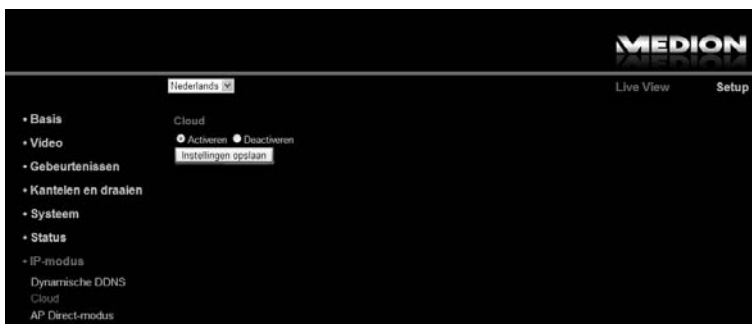 MEDION
Nederlands
Live View Setup
• Basis
• Video
• Gebeurtenissen
• Kantelen en draaien
• Systeem
• Status
• IP-modus
Dynamische DDNS
Cloud
AP Direct-modus
Cloud
Activeren Deactiveren
Instellingen opslaan